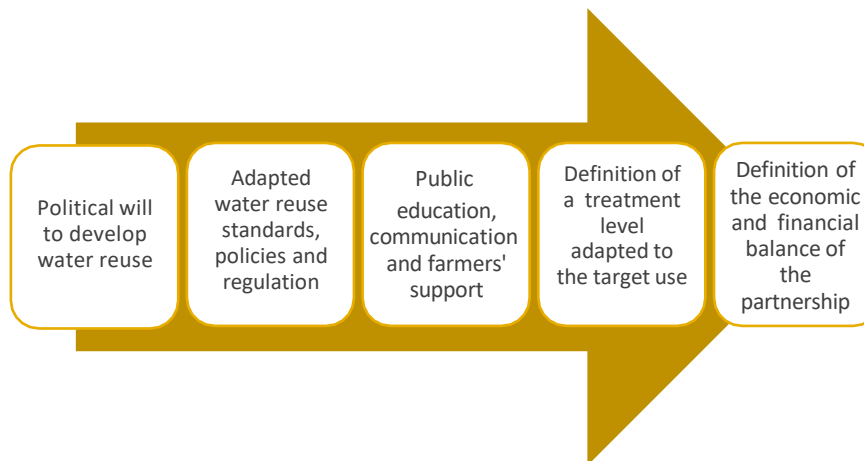 Political will
to develop
water reuse
Adapted
water reuse
standards,
policies and
regulation
Public
education,
communication
and farmers'
support
Definition of
a treatment
level
adapted to
the target use
Definition of
the economic
and financial
balance of
the
partnership